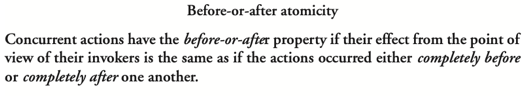 Before-or-after atomicity
Concurrent actions have the before-or-after property if their effect from the point of
view of their invokers is the same as if the actions occurred either completely before
or completely after one another.